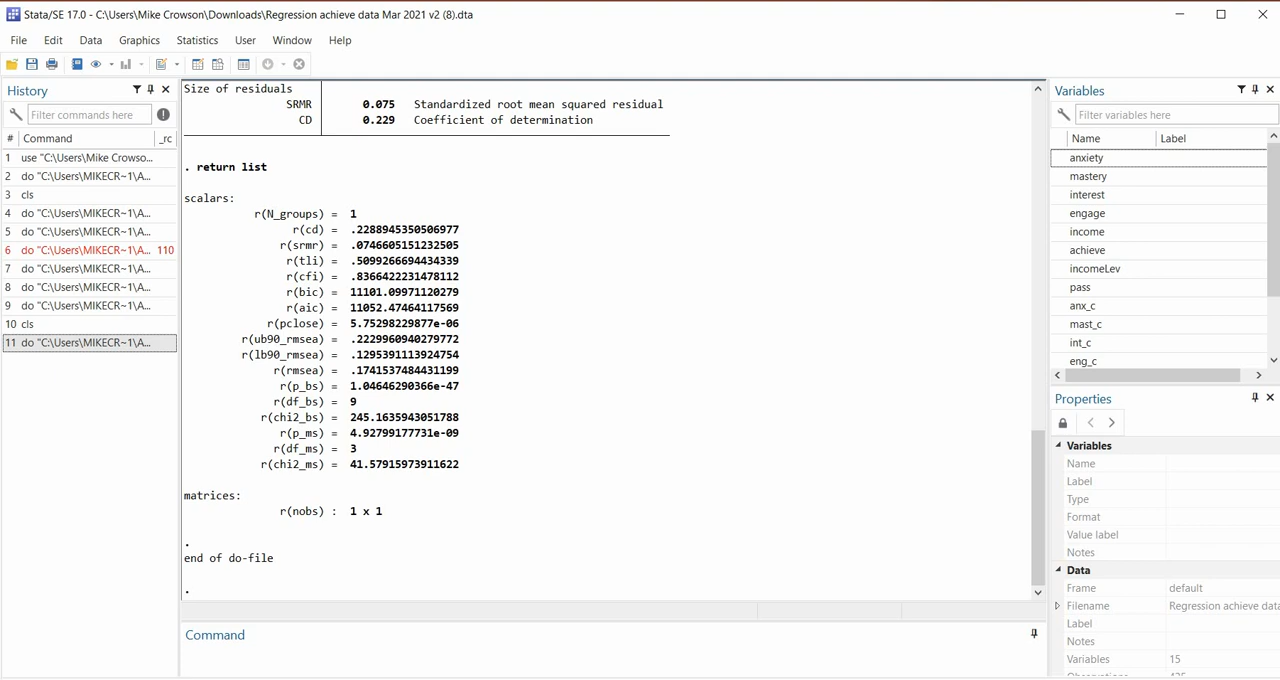 Stata/SE 17.0 - C:\Users\Mike Crowson\Downloads\Regression achieve data Mar 2021 v2 (8).dta
File Edit Data Graphics Statistics User Window Help
History
Filter commands here
# Command _rc
1 use "C:\Users\Mike Crowso...
2 do "C:\Users\MIKECR~1\A...
3 cls
4 do "C:\Users\MIKECR~1\A...
5 do "C:\Users\MIKECR~1\A...
6 do "C:\Users\MIKECR~1\A... 110
7 do "C:\Users\MIKECR~1\A...
8 do "C:\Users\MIKECR~1\A...
9 do "C:\Users\MIKECR~1\A...
10 cls
11 do "C:\Users\MIKECR~1\A...
Size of residuals
SRMR 0.075 Standardized root mean squared residual
CD 0.229 Coefficient of determination
. return list
scalars:
r(N_groups) = 1
r(cd) = .2288945350506977
r(srmr) = .0746605151232505
r(tli) = .5099266694434339
r(cfi) = .8366422231478112
r(bic) = 11101.09971120279
r(aic) = 11052.47464117569
r(pclose) = 5.75298229877e-06
r(ub90_rmsea) = .2229960940279772
r(lb90_rmsea) = .1295391113924754
r(rmsea) = .1741537484431199
r(p_bs) = 1.04646290366e-47
r(df_bs) = 9
r(chi2_bs) = 245.1635943051788
r(p_ms) = 4.92799177731e-09
r(df_ms) = 3
r(chi2_ms) = 41.57915973911622
matrices:
r(nobs) : 1 x 1
.
end of do-file
.
Command
Variables
Filter variables here
Name Label
anxiety
mastery
interest
engage
income
achieve
incomeLev
pass
anx_c
mast_c
int_c
eng_c
Properties
Variables
Name
Label
Type
Format
Value label
Notes
Data
Frame default
Filename Regression achieve data
Label
Notes
Variables 15